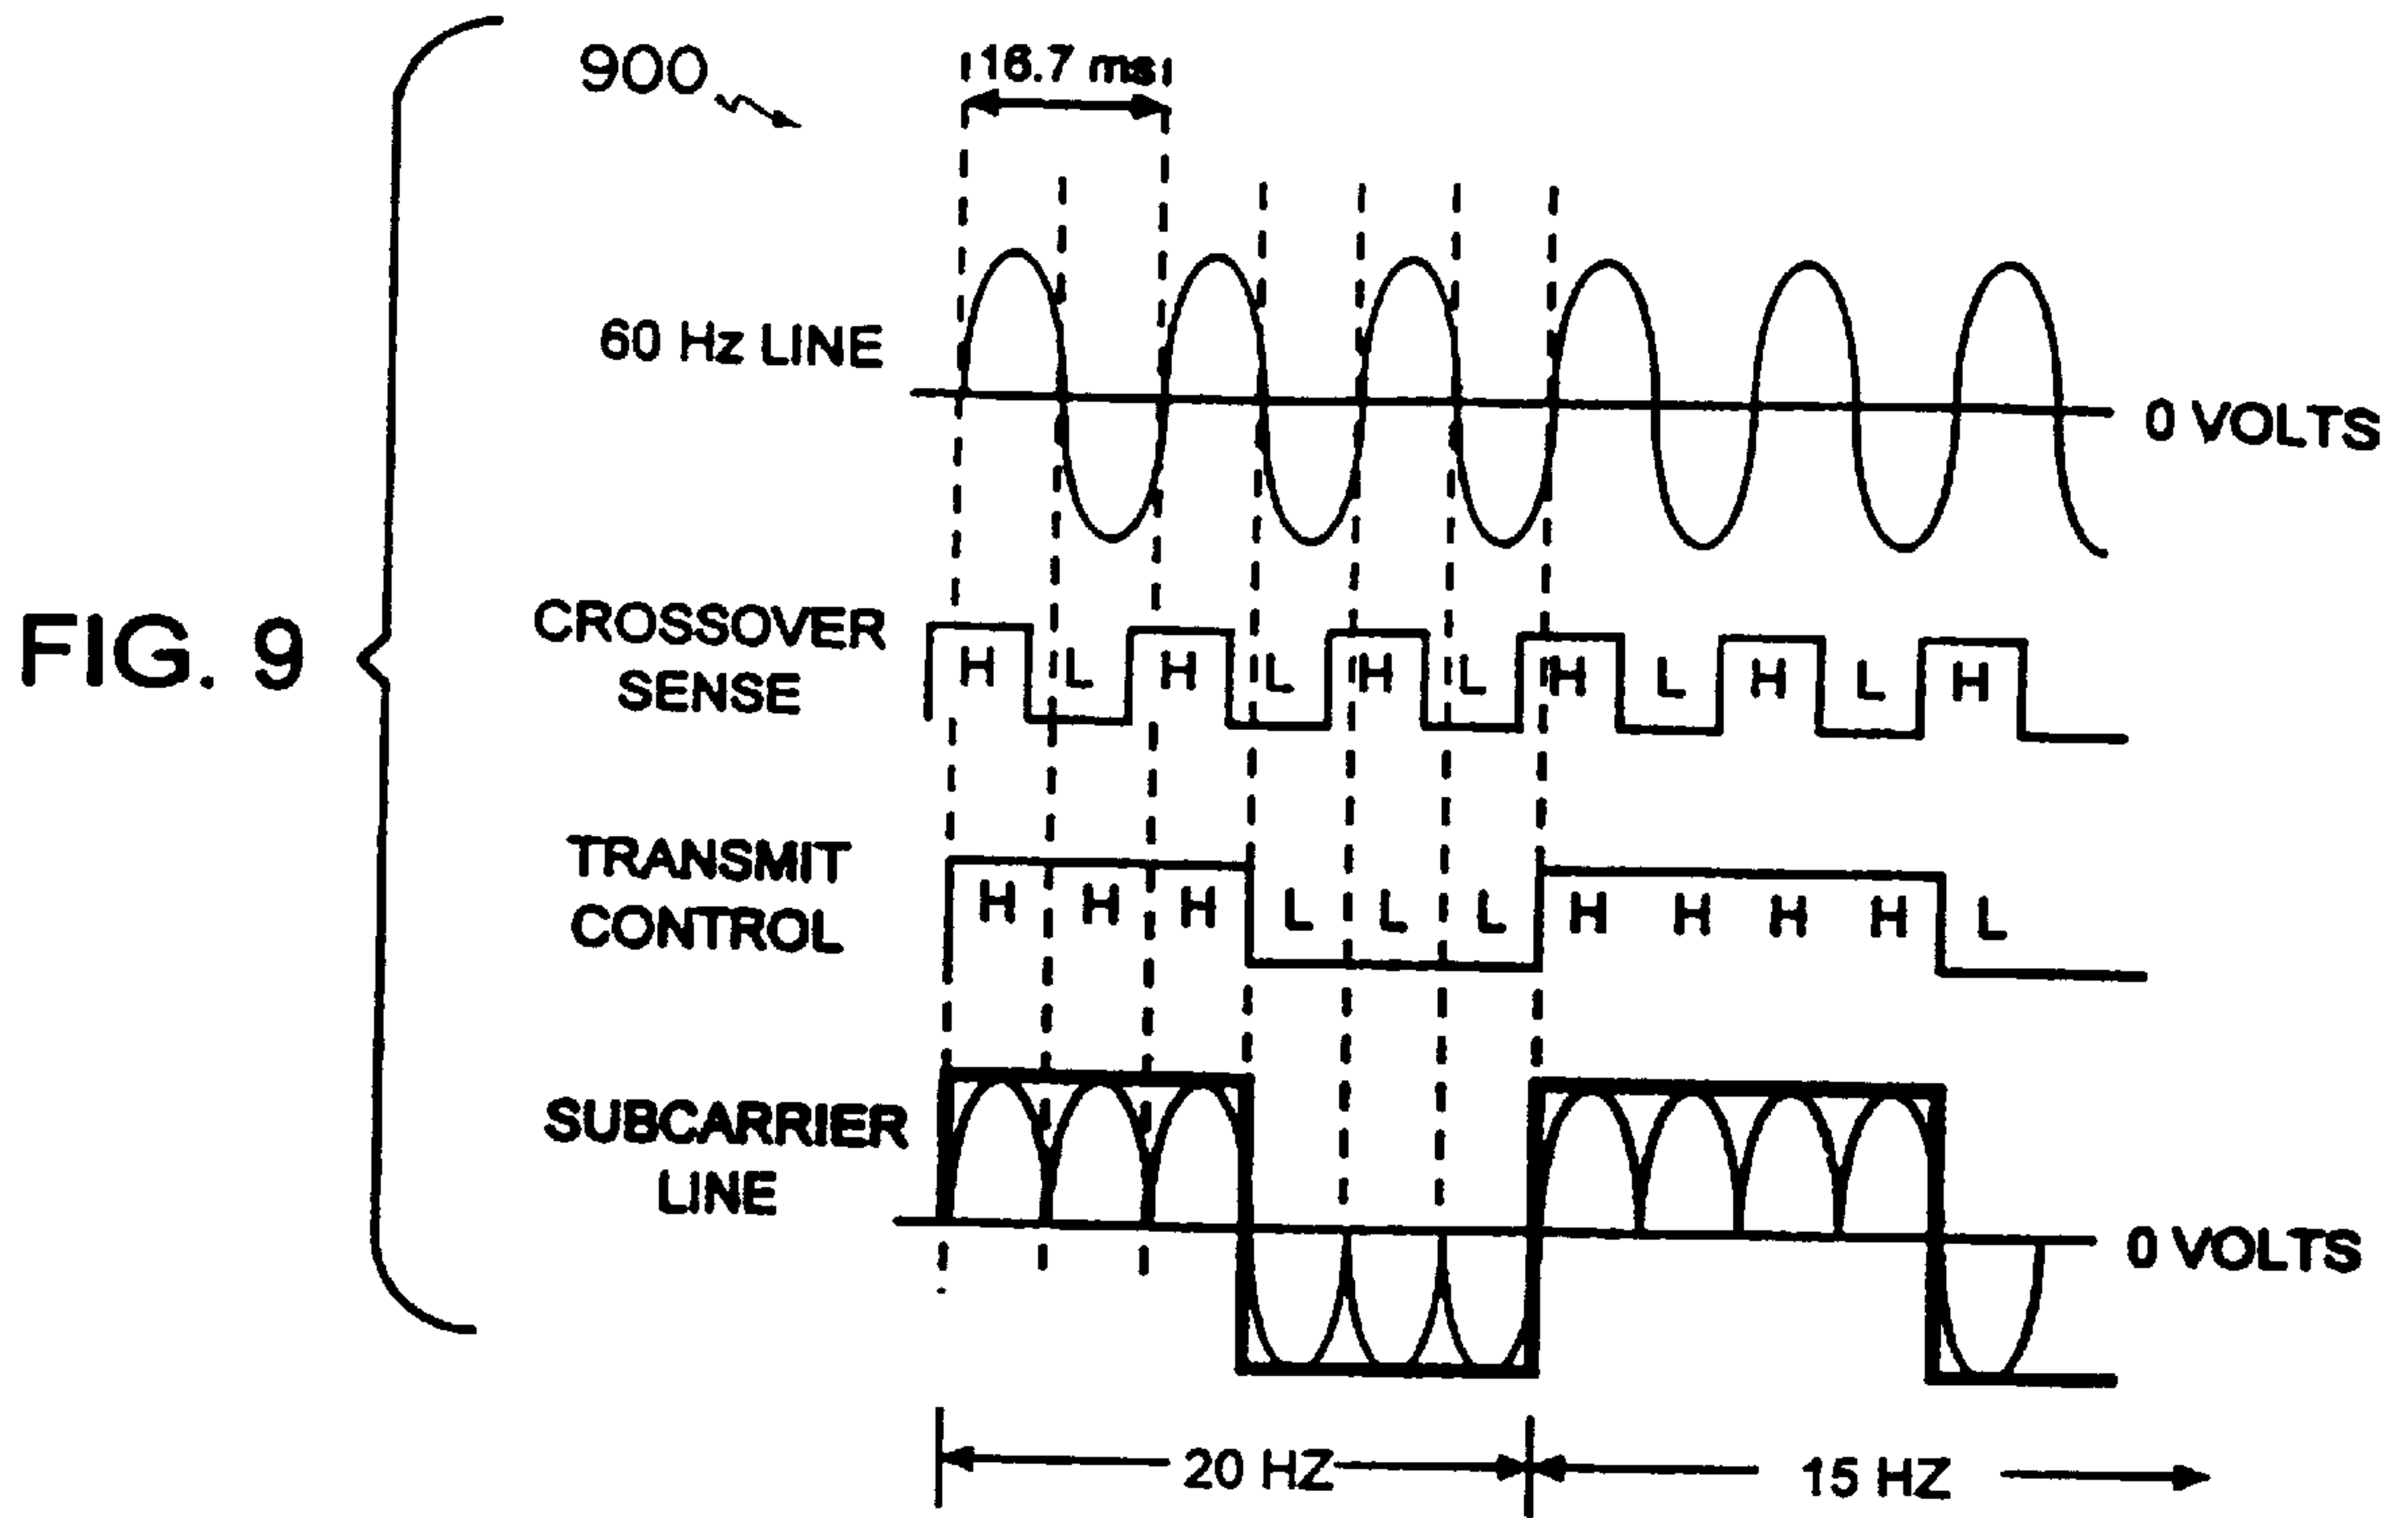 FIG. 9
900
16.7 ms
60 Hz LINE
0 VOLTS
CROSSOVER
SENSE
H L H L H L H L H L H
TRANSMIT
CONTROL
H H H L L L H H H H L
SUBCARRIER
LINE
0 VOLTS
20 HZ
15 HZ